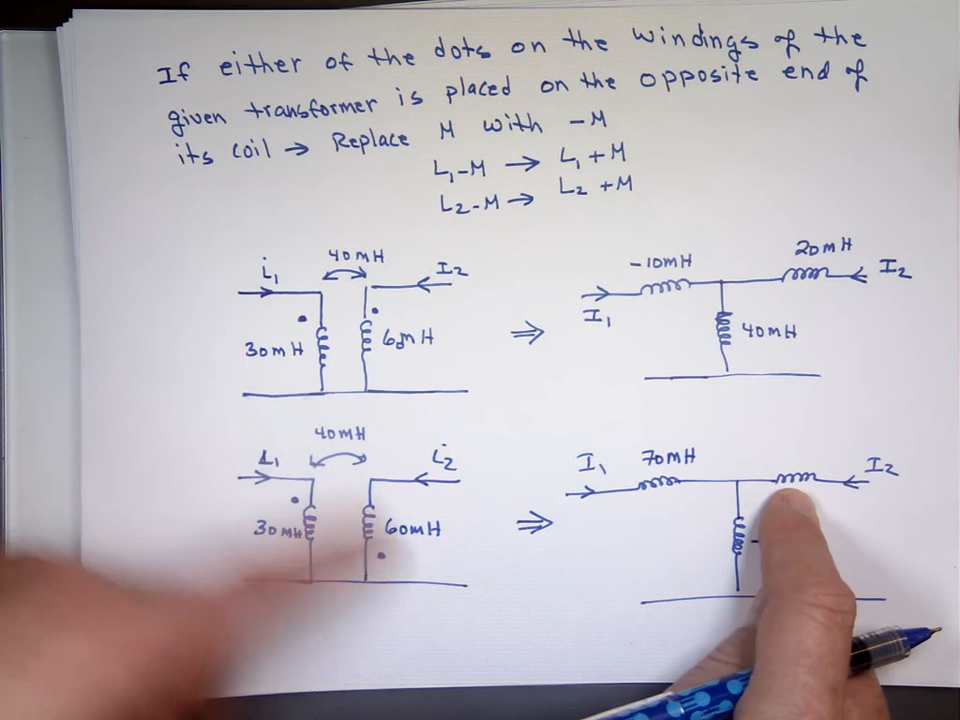 If either of the dots on the windings of the
given transformer is placed on the opposite end of
its coil → Replace M with -M
L₁-M → L₁+M
L₂-M → L₂+M
i₁ 40mH I₂
30mH 60mH
⇒
-10mH 20mH I₂
I₁
40mH
i₁ 40mH i₂
30mH 60mH
⇒
I₁ 70mH I₂